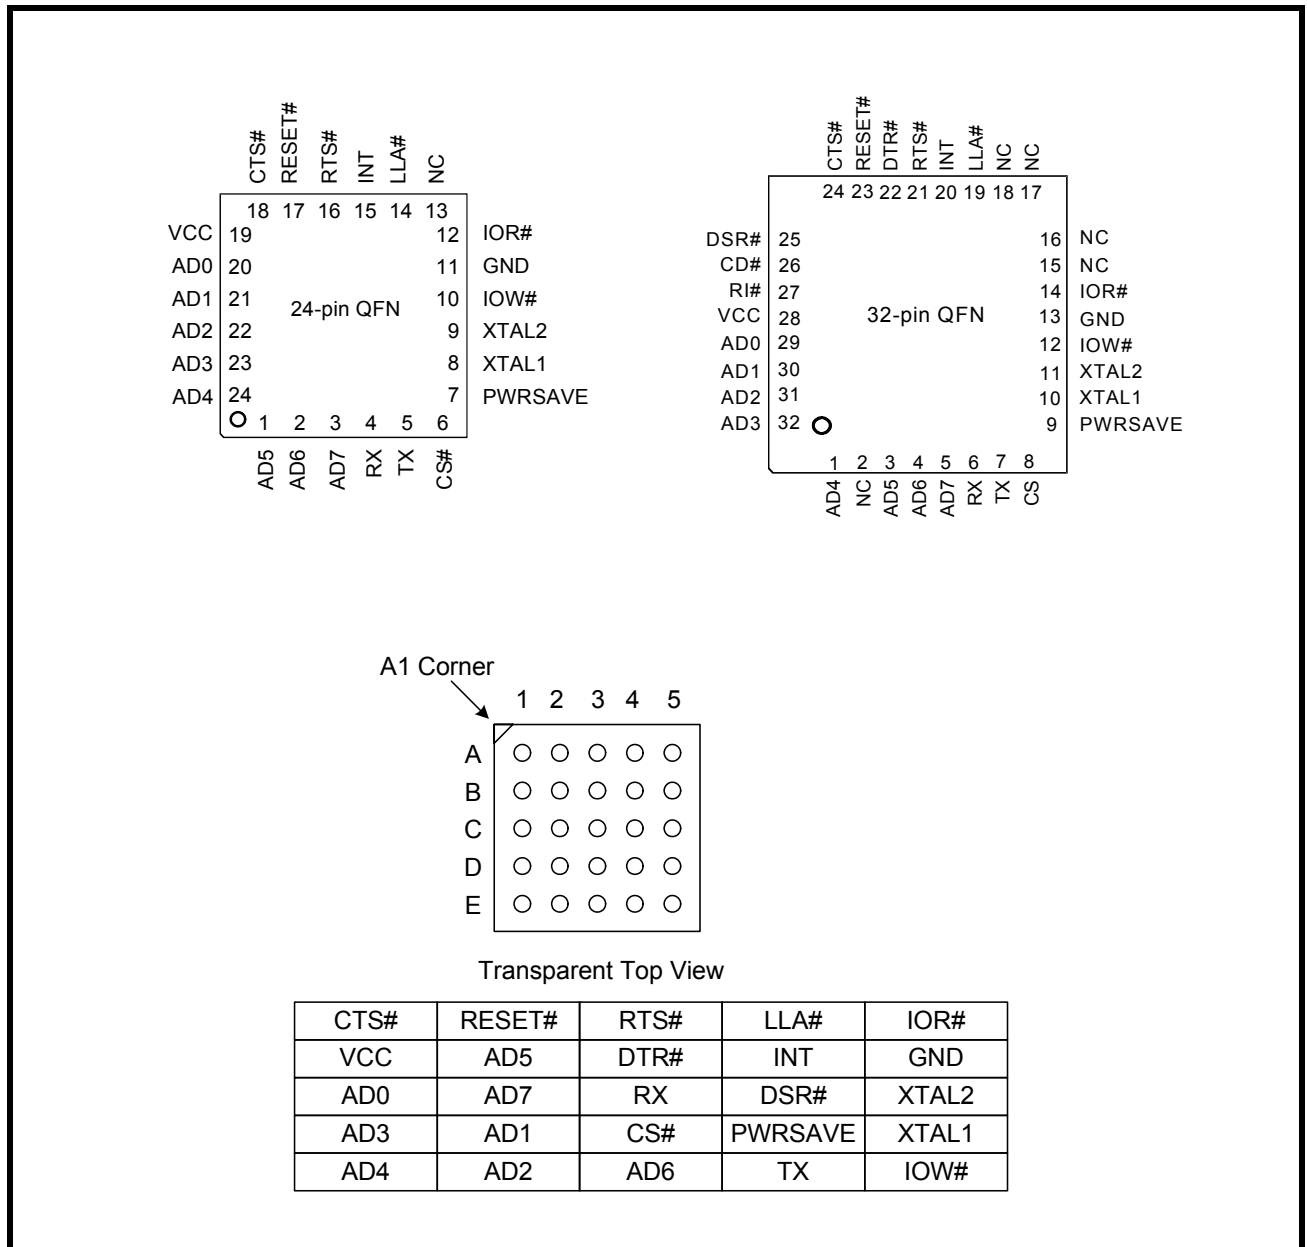 CTS# RESET# RTS# INT LLA# NC
18 17 16 15 14 13
VCC 19 12 IOR#
AD0 20 11 GND
AD1 21 24-pin QFN 10 IOW#
AD2 22 9 XTAL2
AD3 23 8 XTAL1
AD4 24 7 PWRSAVE
1 2 3 4 5 6
AD5 AD6 AD7 RX TX CS#
CTS# RESET# DTR# RTS# INT LLA# NC NC
24 23 22 21 20 19 18 17
DSR# 25 16 NC
CD# 26 15 NC
RI# 27 14 IOR#
VCC 28 32-pin QFN 13 GND
AD0 29 12 IOW#
AD1 30 11 XTAL2
AD2 31 10 XTAL1
AD3 32 9 PWRSAVE
1 2 3 4 5 6 7 8
AD4 NC AD5 AD6 AD7 RX TX CS
A1 Corner
1 2 3 4 5
A
B
C
D
E
Transparent Top View
CTS# RESET# RTS# LLA# IOR#
VCC AD5 DTR# INT GND
AD0 AD7 RX DSR# XTAL2
AD3 AD1 CS# PWRSAVE XTAL1
AD4 AD2 AD6 TX IOW#